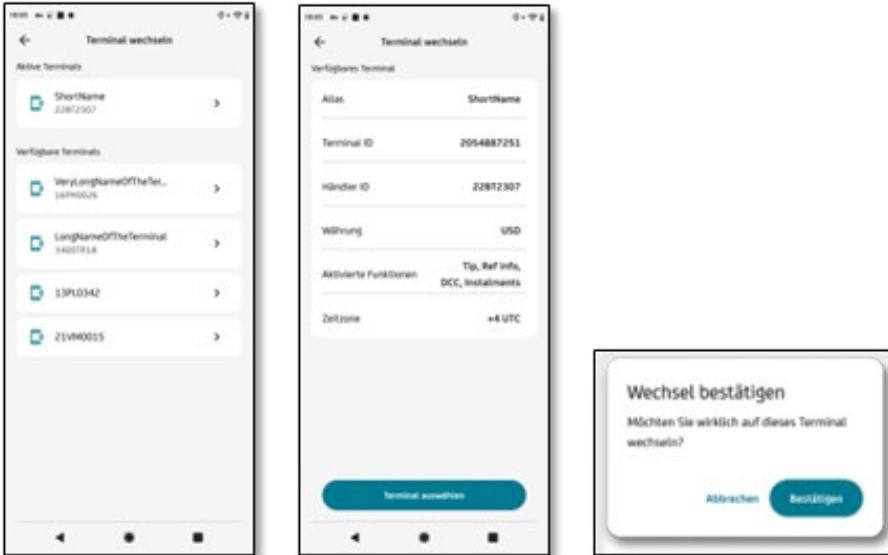 Terminal wechseln
Aktive Terminals
ShortName
22BT2307
Verfügbare Terminals
VeryLongNameOfTheTer...
16PM0026
LongNameOfTheTerminal
13PL0342
21VM0015
Terminal wechseln
Verfügbares Terminal
Alias
ShortName
Terminal ID
2054887251
Händler ID
22BT2307
Währung
USD
Aktivierte Funktionen
Tip, Ref info,
DCC, Instalments
Zeitzone
+4 UTC
Terminal auswählen
Wechsel bestätigen
Möchten Sie wirklich auf dieses Terminal
wechseln?
Abbrechen
Bestätigen